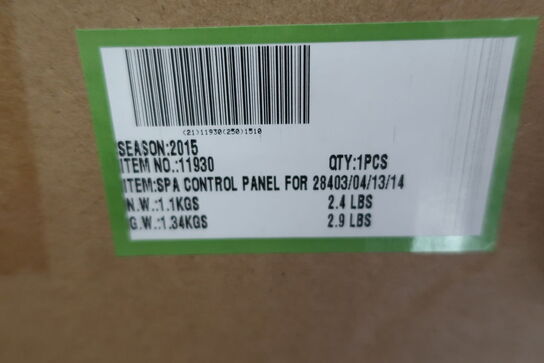 (21)11930(250)1510
SEASON:2015
ITEM NO.:11930 QTY:1PCS
ITEM:SPA CONTROL PANEL FOR 28403/04/13/14
N.W.:1.1KGS 2.4 LBS
G.W.:1.34KGS 2.9 LBS